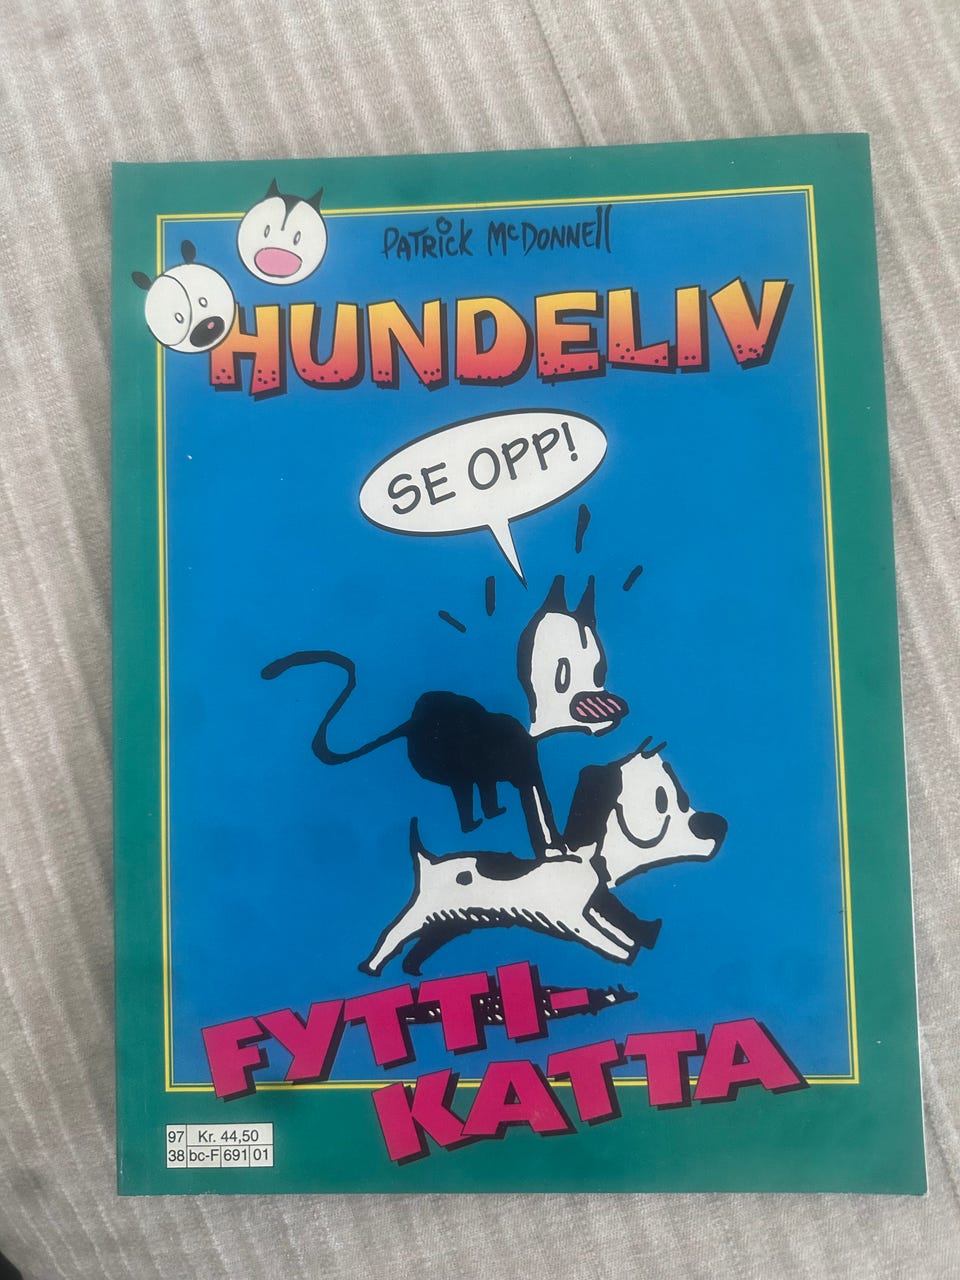 PATRICK McDONNELL
HUNDELIV
SE OPP!
FYTTI-
KATTA
97 Kr. 44,50
38 bc-F 691 01